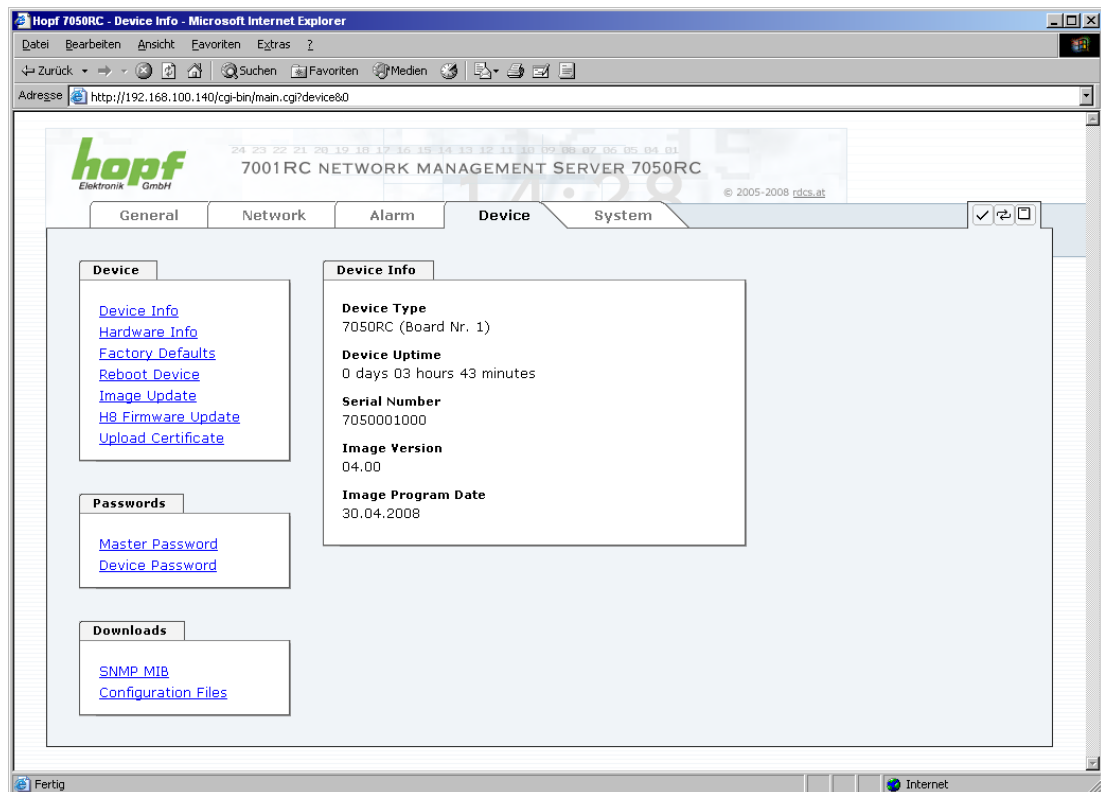 Hopf 7050RC - Device Info - Microsoft Internet Explorer
Datei Bearbeiten Ansicht Favoriten Extras ?
Zurück Suchen Favoriten Medien
Adresse http://192.168.100.140/cgi-bin/main.cgi?device&0
24 23 22 21 20 19 18 17 16 15 14 13 12 11 10 09 08 07 06 05 04 01
hopf
Elektronik GmbH
7001RC NETWORK MANAGEMENT SERVER 7050RC
14:28
© 2005-2008 rdcs.at
General Network Alarm Device System
Device
Device Info
Hardware Info
Factory Defaults
Reboot Device
Image Update
H8 Firmware Update
Upload Certificate
Passwords
Master Password
Device Password
Downloads
SNMP MIB
Configuration Files
Device Info
Device Type
7050RC (Board Nr. 1)
Device Uptime
0 days 03 hours 43 minutes
Serial Number
7050001000
Image Version
04.00
Image Program Date
30.04.2008
Fertig Internet